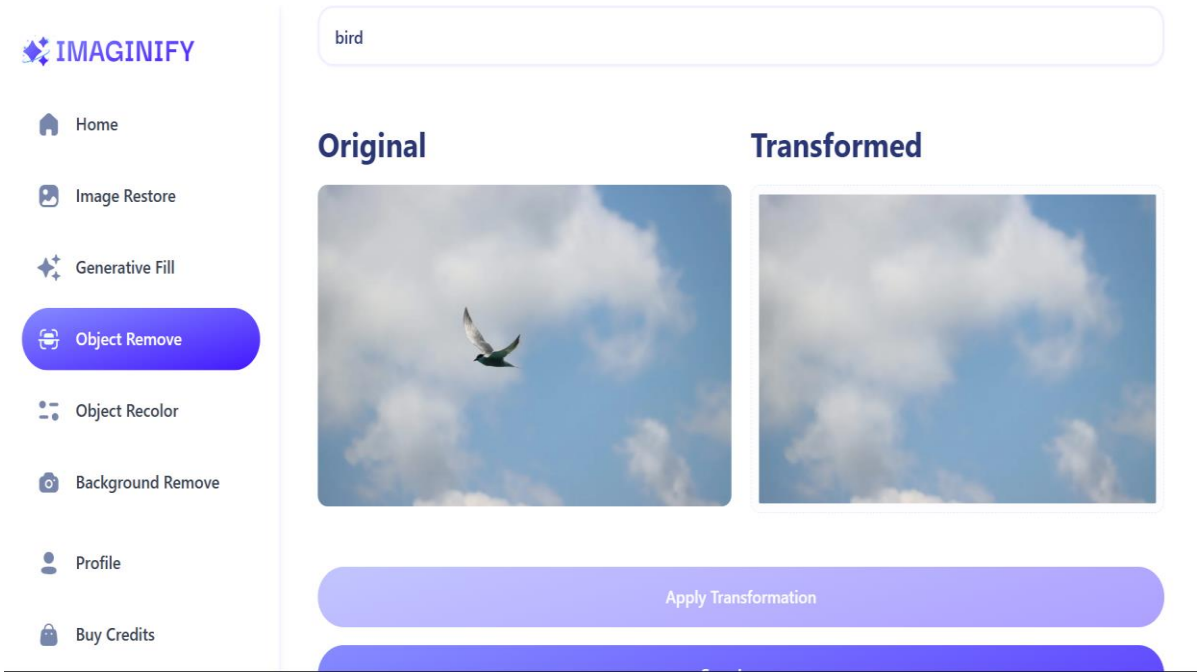 IMAGINIFY
Home
Image Restore
Generative Fill
Object Remove
Object Recolor
Background Remove
Profile
Buy Credits
bird
Original
Transformed
Apply Transformation